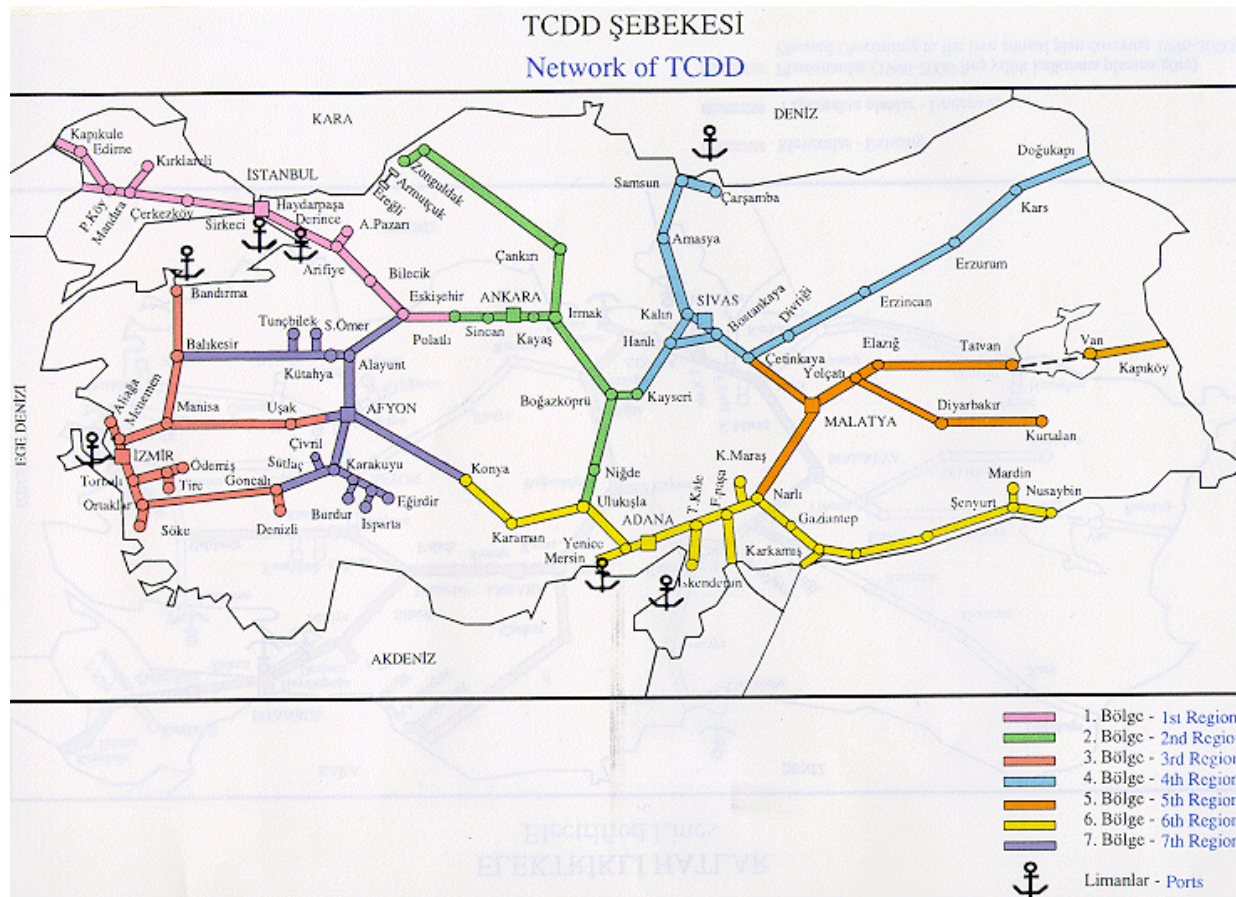 TCDD ŞEBEKESİ
Network of TCDD
KARA
DENİZ
Kapıkule
Edirne
Kırklareli
İSTANBUL
P.Köy
Mandıra
Çerkezköy
Sirkeci
Haydarpaşa
Derince
A.Pazarı
Arifiye
Bilecik
Zonguldak
Armutçuk
Ereğli
Çankırı
Samsun
Çarşamba
Amasya
Doğukapı
Kars
Erzurum
Erzincan
Bandırma
Eskişehir
ANKARA
Polatlı
Sincan
Kayaş
Irmak
Kalın
SİVAS
Bostankaya
Divriği
Hanlı
Çetinkaya
Tunçbilek
S.Ömer
Balıkesir
Kütahya
Alayunt
Elazığ
Yolçatı
Tatvan
Van
Kapıköy
EGE DENİZİ
Aliağa
Menemen
Manisa
Uşak
AFYON
Boğazköprü
Kayseri
MALATYA
Diyarbakır
Kurtalan
İZMİR
Çivril
Sütlaç
Karakuyu
Ödemiş
Tire
Torbalı
Goncalı
Ortaklar
Söke
Denizli
Burdur
Isparta
Eğirdir
Konya
Niğde
Ulukışla
Karaman
ADANA
Yenice
Mersin
T.Kale
F.paşa
K.Maraş
Narlı
Gaziantep
Karkamış
İskenderun
Mardin
Nusaybin
Şenyurt
AKDENİZ
1. Bölge - 1st Region
2. Bölge - 2nd Region
3. Bölge - 3rd Region
4. Bölge - 4th Region
5. Bölge - 5th Region
6. Bölge - 6th Region
7. Bölge - 7th Region
Limanlar - Ports
ELEKTRİKLİ HATLAR
Electrified Lines